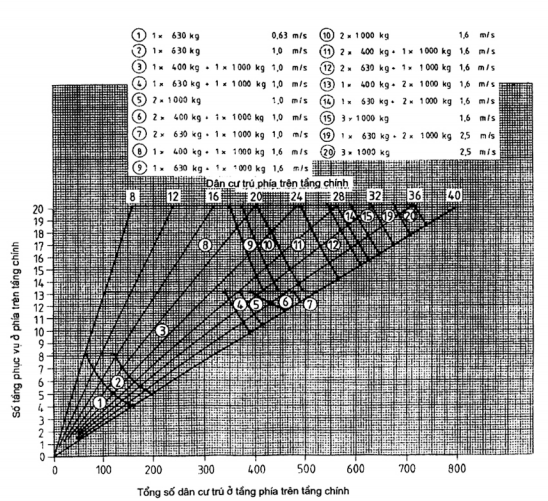 1 1 x 630 kg 0,63 m/s
2 1 x 630 kg 1,0 m/s
3 1 x 400 kg + 1 x 1000 kg 1,0 m/s
4 1 x 630 kg + 1 x 1000 kg 1,0 m/s
5 2 x 1000 kg 1,0 m/s
6 2 x 400 kg + 1 x 1000 kg 1,0 m/s
7 2 x 630 kg + 1 x 1000 kg 1,0 m/s
8 1 x 400 kg + 1 x 1000 kg 1,6 m/s
9 1 x 630 kg + 1 x 1000 kg 1,6 m/s
10 2 x 1000 kg 1,6 m/s
11 2 x 400 kg + 1 x 1000 kg 1,6 m/s
12 2 x 630 kg + 1 x 1000 kg 1,6 m/s
13 1 x 400 kg + 2 x 1000 kg 1,6 m/s
14 1 x 630 kg + 2 x 1000 kg 1,6 m/s
15 3 x 1000 kg 1,6 m/s
19 1 x 630 kg + 2 x 1000 kg 2,5 m/s
20 3 x 1000 kg 2,5 m/s
Dân cư trú phía trên tầng chính
8 12 16 20 24 28 32 36 40
Số tầng phục vụ ở phía trên tầng chính
20
19
18
17
16
15
14
13
12
11
10
9
8
7
6
5
4
3
2
1
0
14 15 19 20
8 9 10 11 12
4 5 6 7
3
2
1
0 100 200 300 400 500 600 700 800
Tổng số dân cư trú ở tầng phía trên tầng chính